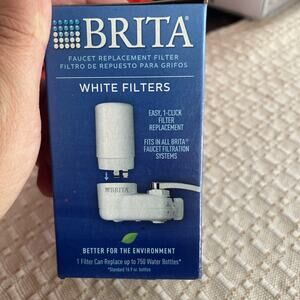 BRITA®
FAUCET REPLACEMENT FILTER
FILTRO DE REPUESTO PARA GRIFOS
WHITE FILTERS
EASY, 1-CLICK
FILTER
REPLACEMENT
FITS IN ALL BRITA®
FAUCET FILTRATION
SYSTEMS
BRITA
BETTER FOR THE ENVIRONMENT
1 Filter Can Replace up to 750 Water Bottles*
*Standard 16.9 oz. bottles